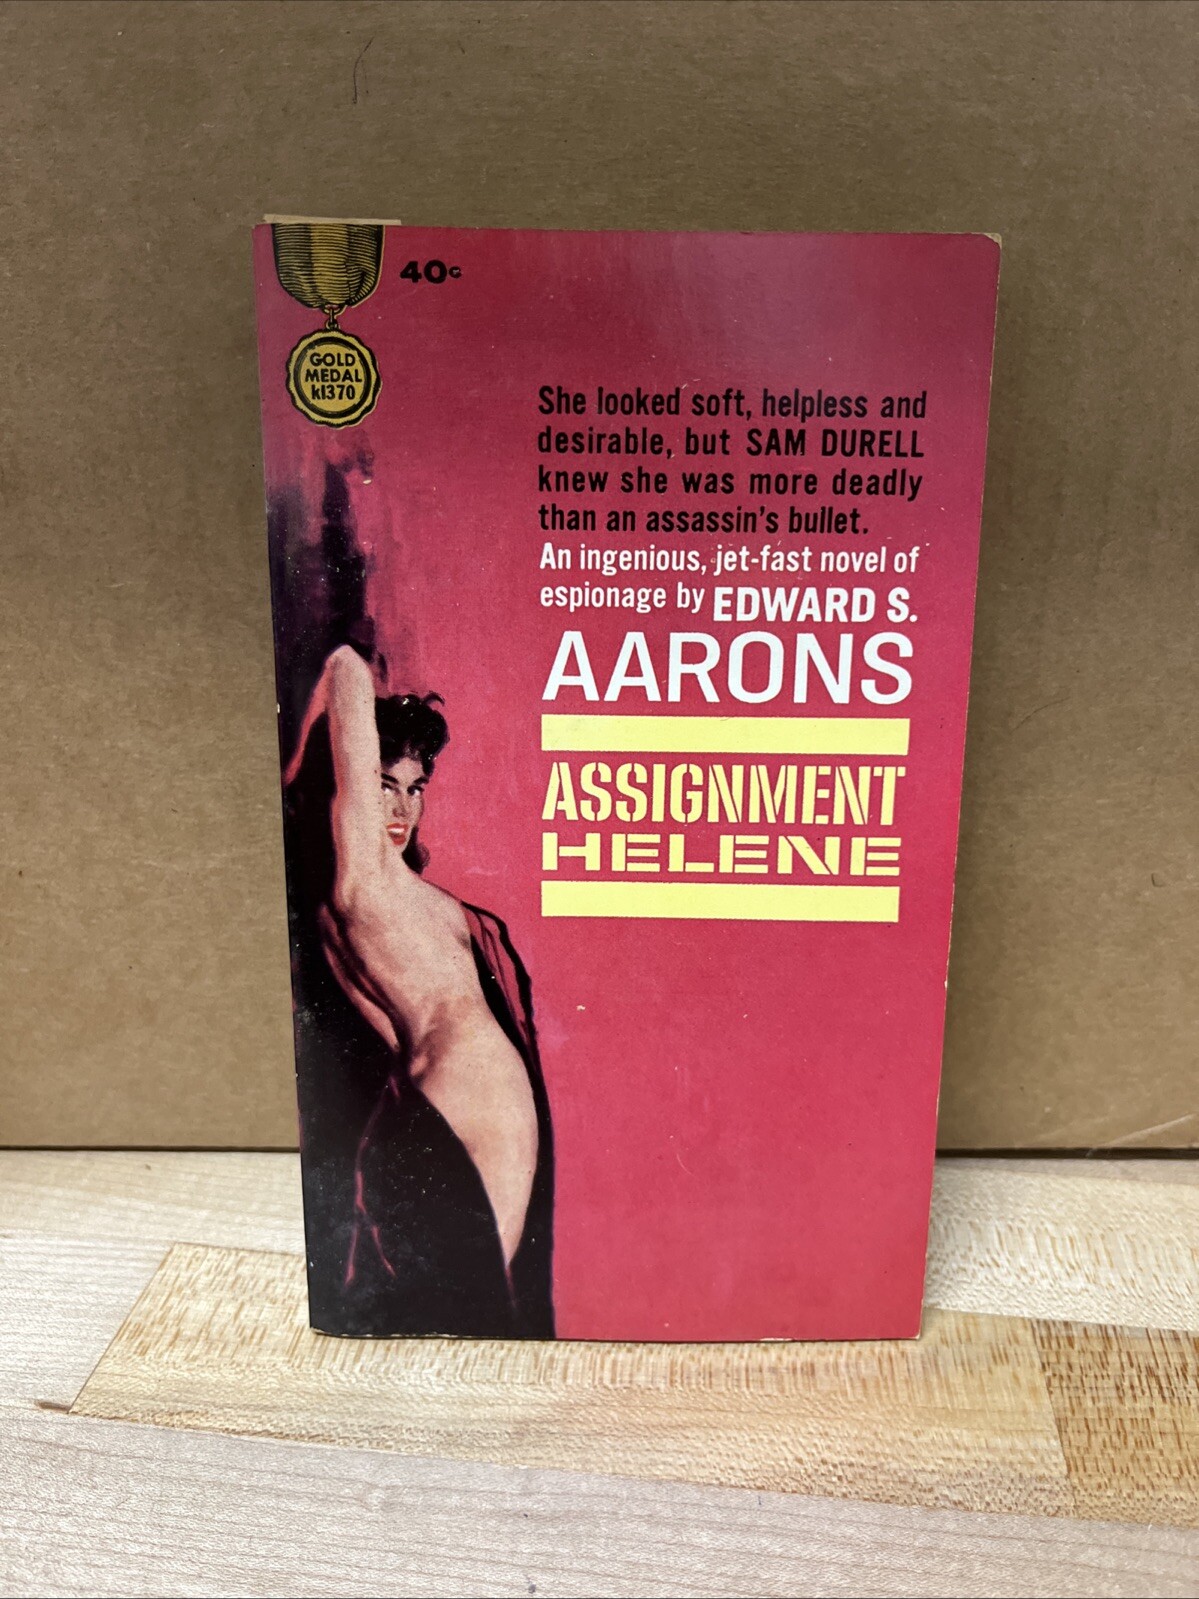 40c
GOLD
MEDAL
k1370
She looked soft, helpless and
desirable, but SAM DURELL
knew she was more deadly
than an assassin's bullet.
An ingenious, jet-fast novel of
espionage by EDWARD S.
AARONS
ASSIGNMENT
HELENE